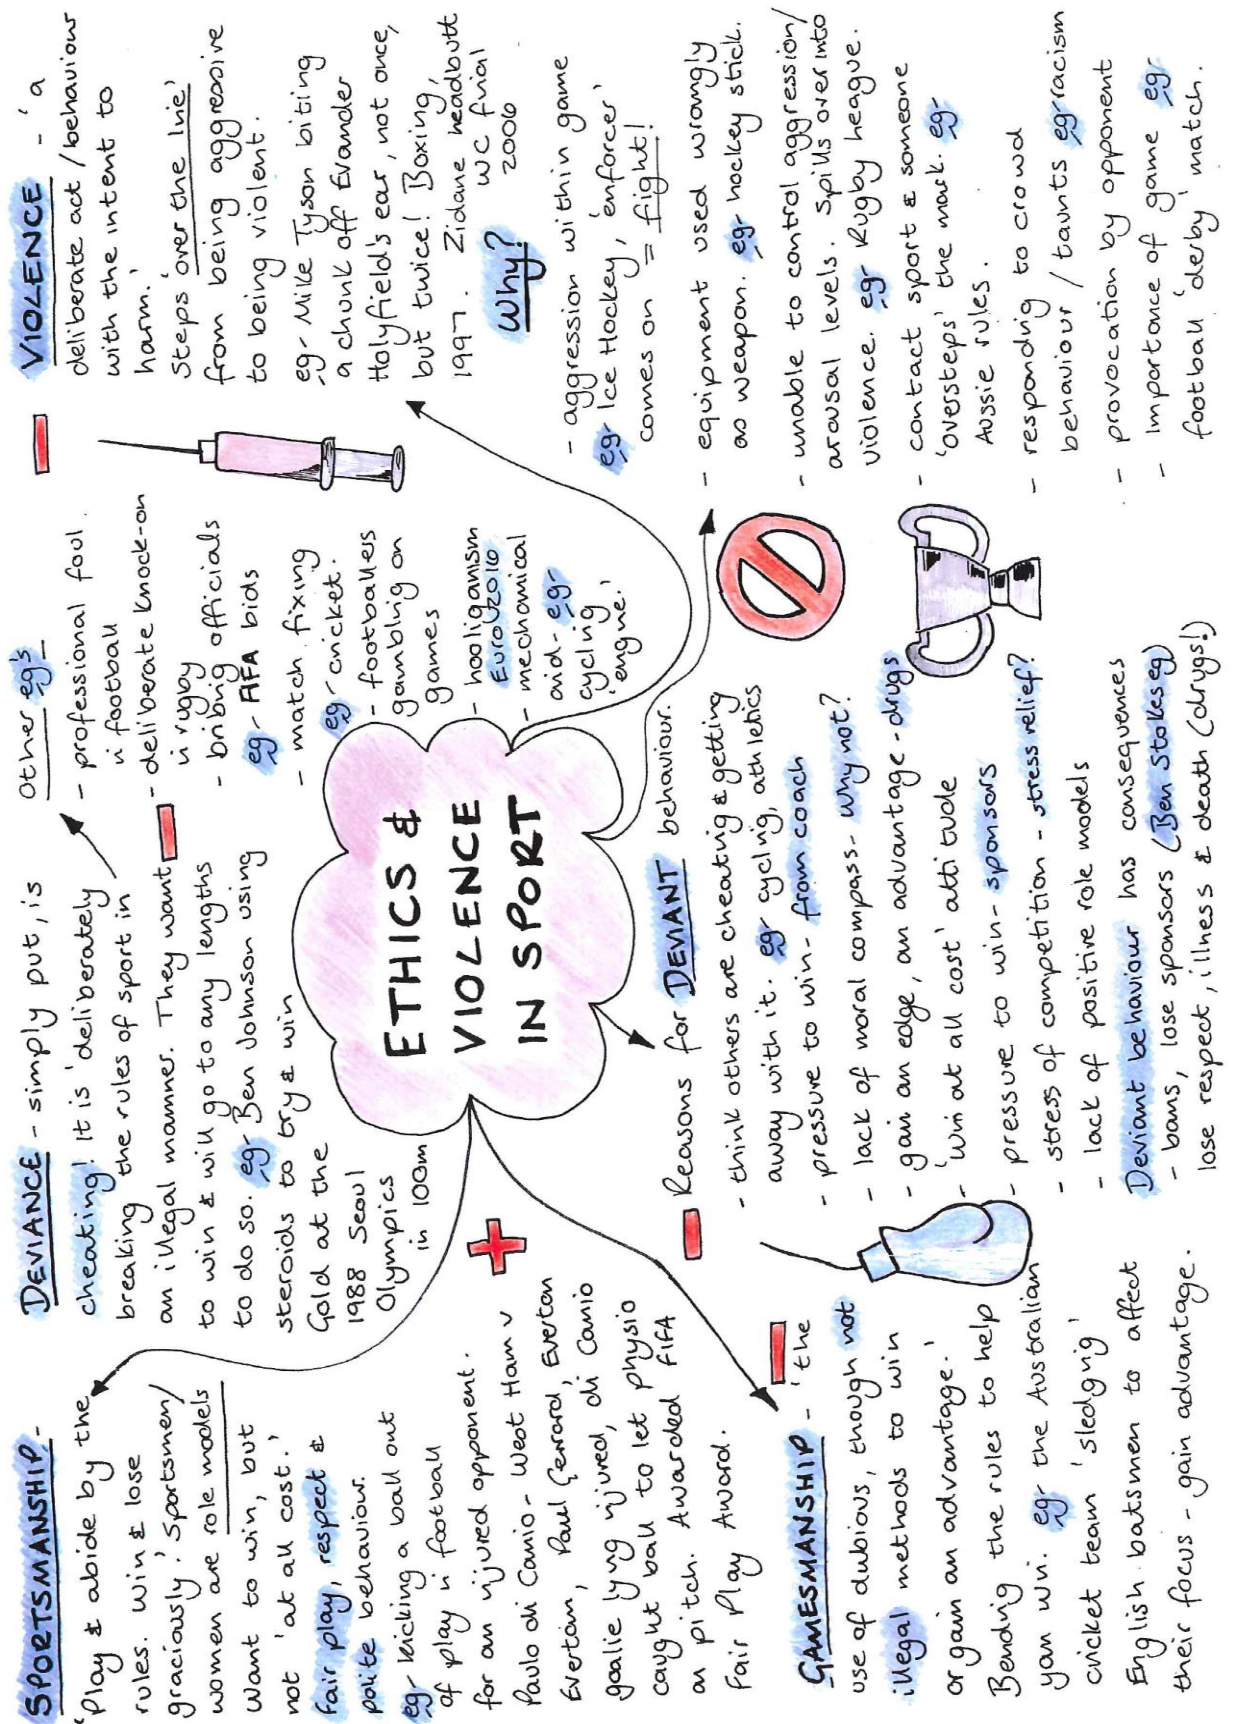 SPORTSMANSHIP -
'Play & abide by the
rules. Win & lose
graciously.' Sportsmen/
women are role models
Want to win, but
not 'at all cost.'
Fair play, respect &
polite behaviour.
eg- kicking a ball out
of play in football
for an injured opponent.
Paulo di Canio - West Ham v
Everton, Paul Gerrard, Everton
goalie lying injured, di Canio
caught ball to let physio
on pitch. Awarded FIFA
Fair Play Award.
GAMESMANSHIP - 'the
use of dubious, though not
illegal methods to win
or gain an advantage.'
Bending the rules to help
you win. eg- the Australian
cricket team 'sledging'
English batsmen to affect
their focus - gain advantage.
DEVIANCE - simply put, is
cheating! It is 'deliberately
breaking the rules of sport in
an illegal manner. They want
to win & will go to any lengths
to do so. eg- Ben Johnson using
steroids to try & win
Gold at the
1988 Seoul
Olympics
in 100m
ETHICS &
VIOLENCE
IN SPORT
Reasons for DEVIANT behaviour.
- think others are cheating & getting
away with it. eg- cycling, athletics
- pressure to win - from coach
- lack of moral compass - why not?
- gain an edge, an advantage - drugs
- 'win at all cost' attitude
- pressure to win - sponsors
- stress of competition - stress relief?
- lack of positive role models
Deviant behaviour has consequences
- bans, lose sponsors (Ben Stokes eg)
lose respect, illness & death (drugs!)
Other eg's
- professional foul.
in football
- deliberate knock-on
in rugby
- bribing officials
eg- FIFA bids
- match fixing
eg- cricket.
- footballers
gambling on
games
- hooliganism
Euro 2016
- mechanical
aid - eg-
cycling
'engine.'
VIOLENCE - 'a
deliberate act / behaviour
with the intent to
harm.'
Steps 'over the line'
from being aggressive
to being violent.
eg- Mike Tyson biting
a chunk off Evander
Holyfield's ear, not once,
but twice! Boxing,
1997. Zidane headbutt
WC final
2006
Why?
- aggression within game
eg- Ice Hockey, 'enforcer'
comes on = fight!
- equipment used wrongly
as weapon. eg- hockey stick.
- unable to control aggression/
arousal levels. Spills over into
violence. eg- Rugby league.
- contact sport & someone
'oversteps' the mark. eg-
Aussie rules.
- responding to crowd
behaviour / taunts eg- racism
- provocation by opponent
- importance of game eg-
football 'derby' match.